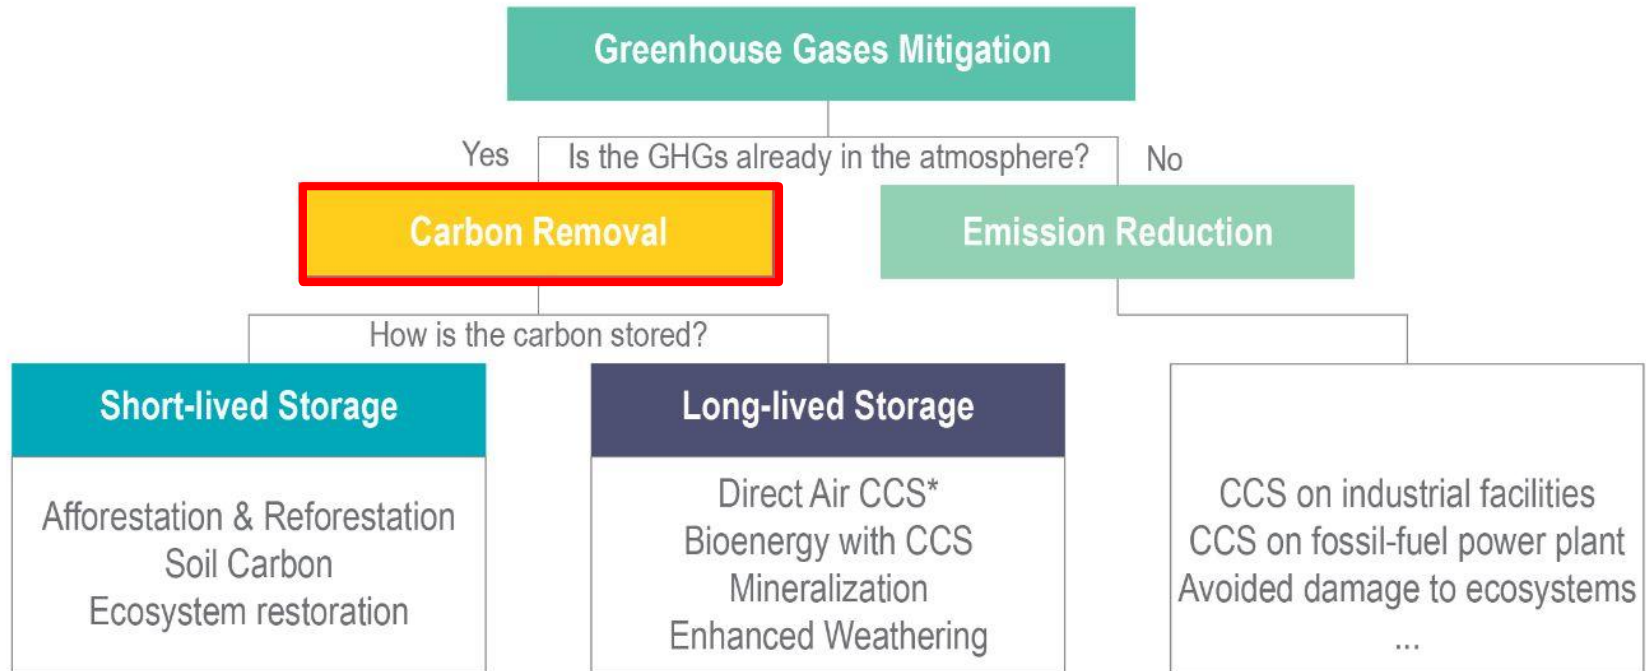 Greenhouse Gases Mitigation
Yes
Is the GHGs already in the atmosphere?
No
Carbon Removal
Emission Reduction
How is the carbon stored?
Short-lived Storage
Afforestation & Reforestation
Soil Carbon
Ecosystem restoration
Long-lived Storage
Direct Air CCS*
Bioenergy with CCS
Mineralization
Enhanced Weathering
CCS on industrial facilities
CCS on fossil-fuel power plant
Avoided damage to ecosystems
...